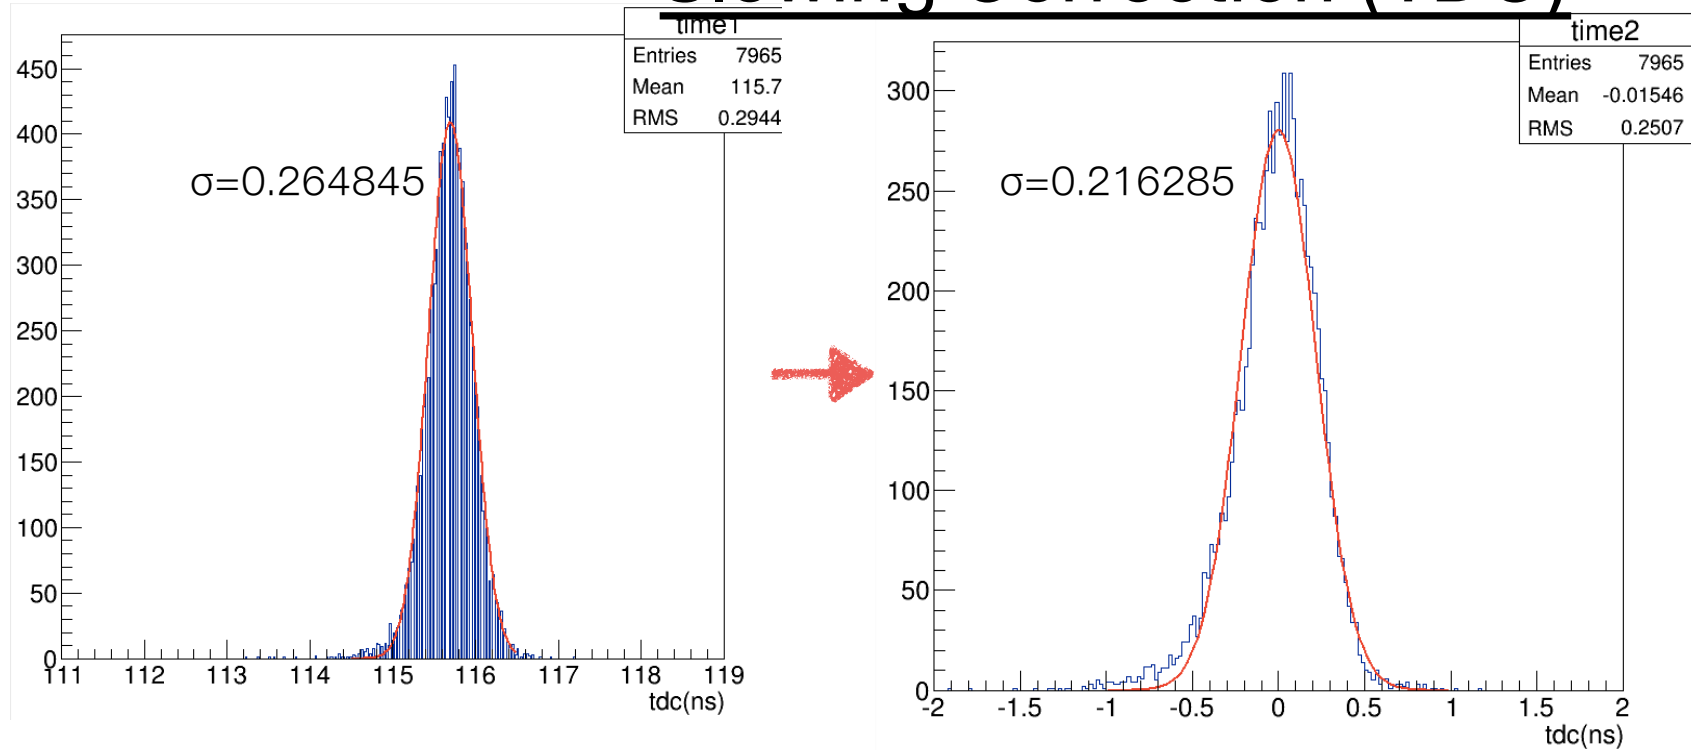 Slewing Correction (TDC)
time1
Entries 7965
Mean 115.7
RMS 0.2944
σ=0.264845
450
400
350
300
250
200
150
100
50
0
111 112 113 114 115 116 117 118 119
tdc(ns)
time2
Entries 7965
Mean -0.01546
RMS 0.2507
σ=0.216285
300
250
200
150
100
50
0
-2 -1.5 -1 -0.5 0 0.5 1 1.5 2
tdc(ns)